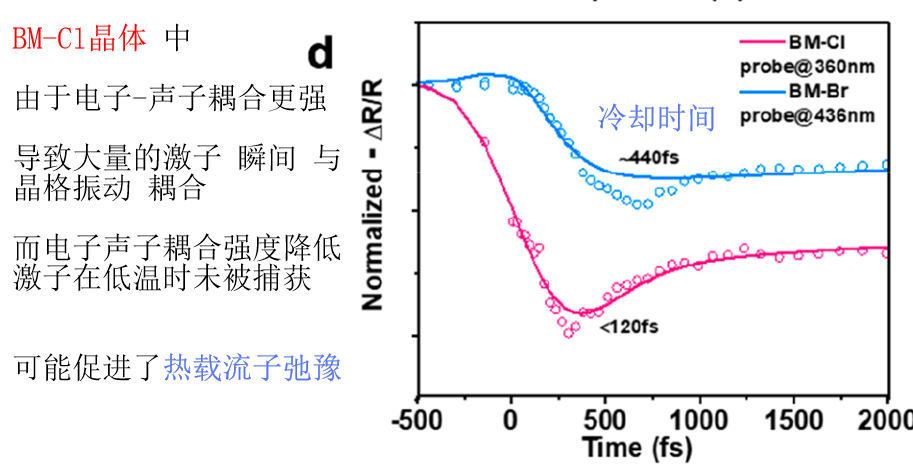 BM-Cl晶体 中
由于电子-声子耦合更强
导致大量的激子 瞬间 与
晶格振动 耦合
而电子声子耦合强度降低
激子在低温时未被捕获
可能促进了热载流子弛豫
d
Normalized - ΔR/R
BM-Cl
probe@360nm
BM-Br
probe@436nm
冷却时间
~440fs
<120fs
-500 0 500 1000 1500 2000
Time (fs)